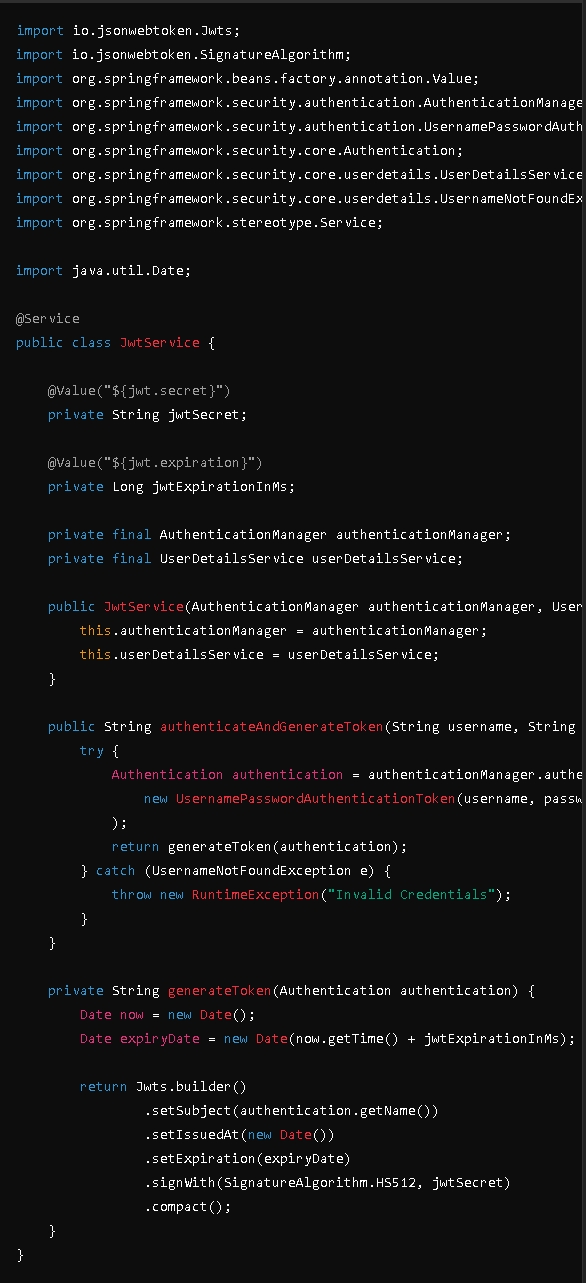 import io.jsonwebtoken.Jwts;
import io.jsonwebtoken.SignatureAlgorithm;
import org.springframework.beans.factory.annotation.Value;
import org.springframework.security.authentication.AuthenticationManage
import org.springframework.security.authentication.UsernamePasswordAuth
import org.springframework.security.core.Authentication;
import org.springframework.security.core.userdetails.UserDetailsService
import org.springframework.security.core.userdetails.UsernameNotFoundEx
import org.springframework.stereotype.Service;

import java.util.Date;

@Service
public class JwtService {

    @Value("${jwt.secret}")
    private String jwtSecret;

    @Value("${jwt.expiration}")
    private Long jwtExpirationInMs;

    private final AuthenticationManager authenticationManager;
    private final UserDetailsService userDetailsService;

    public JwtService(AuthenticationManager authenticationManager, User
        this.authenticationManager = authenticationManager;
        this.userDetailsService = userDetailsService;
    }

    public String authenticateAndGenerateToken(String username, String
        try {
            Authentication authentication = authenticationManager.authe
                new UsernamePasswordAuthenticationToken(username, passw
            );
            return generateToken(authentication);
        } catch (UsernameNotFoundException e) {
            throw new RuntimeException("Invalid Credentials");
        }
    }

    private String generateToken(Authentication authentication) {
        Date now = new Date();
        Date expiryDate = new Date(now.getTime() + jwtExpirationInMs);

        return Jwts.builder()
                .setSubject(authentication.getName())
                .setIssuedAt(new Date())
                .setExpiration(expiryDate)
                .signWith(SignatureAlgorithm.HS512, jwtSecret)
                .compact();
    }
}